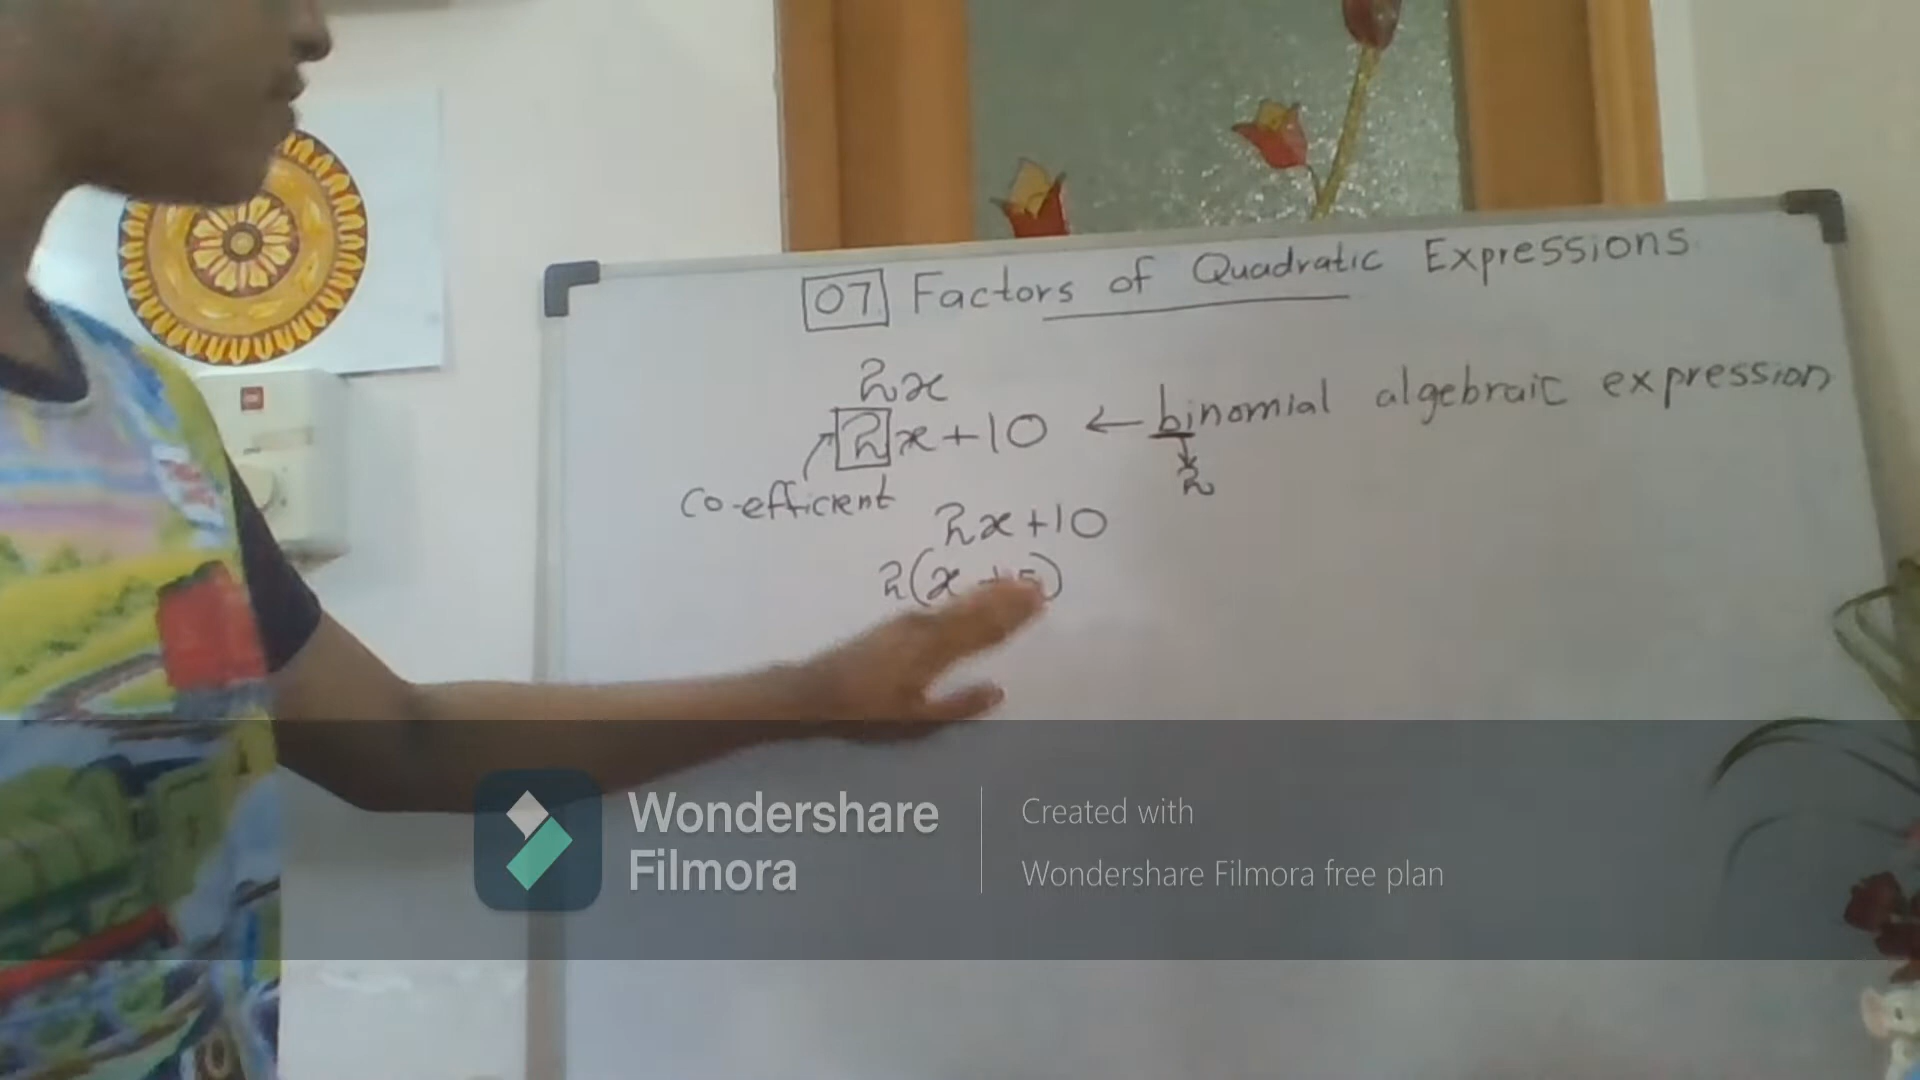 07 Factors of Quadratic Expressions
2x
2x+10 ← binomial algebraic expression
2
co-efficient
2x+10
2(x+5)
Wondershare
Filmora
Created with
Wondershare Filmora free plan